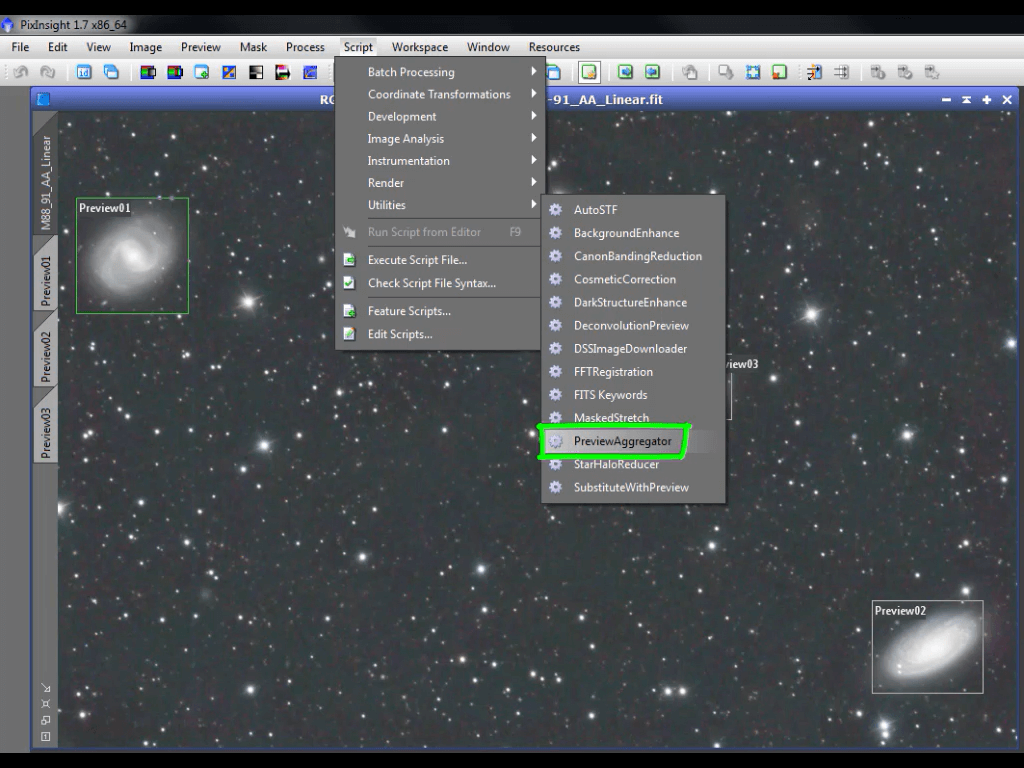 PixInsight 1.7 x86_64
File Edit View Image Preview Mask Process Script Workspace Window Resources
RG
-91_AA_Linear.fit
Batch Processing
Coordinate Transformations
Development
Image Analysis
Instrumentation
Render
Utilities
Run Script from Editor F9
Execute Script File...
Check Script File Syntax...
Feature Scripts...
Edit Scripts...
AutoSTF
BackgroundEnhance
CanonBandingReduction
CosmeticCorrection
DarkStructureEnhance
DeconvolutionPreview
DSSImageDownloader
FFTRegistration
FITS Keywords
MaskedStretch
PreviewAggregator
StarHaloReducer
SubstituteWithPreview
M88_91_AA_Linear
Preview01
Preview02
Preview03
Preview01
view03
Preview02